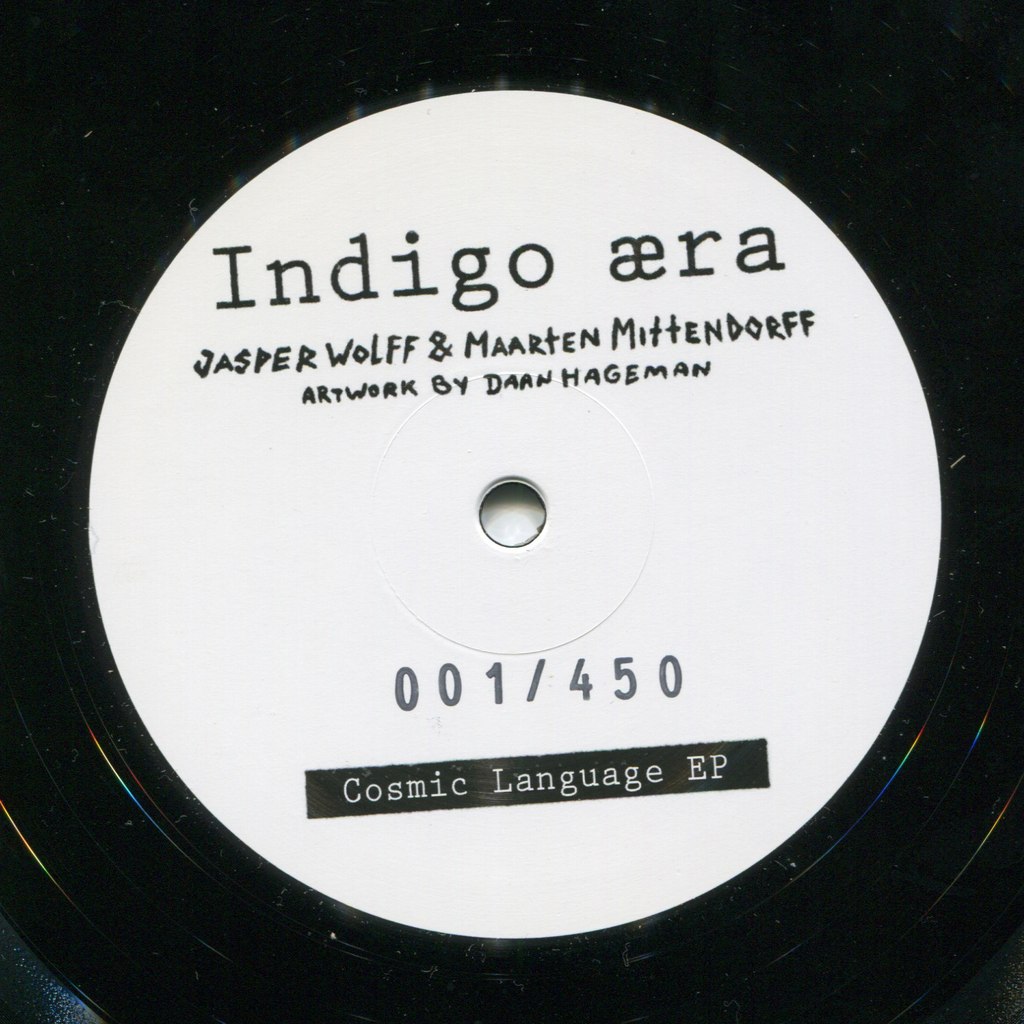 Indigo æra
JASPER WOLFF & MAARTEN MITTENDORFF
ARTWORK BY DAAN HAGEMAN
001/450
Cosmic Language EP